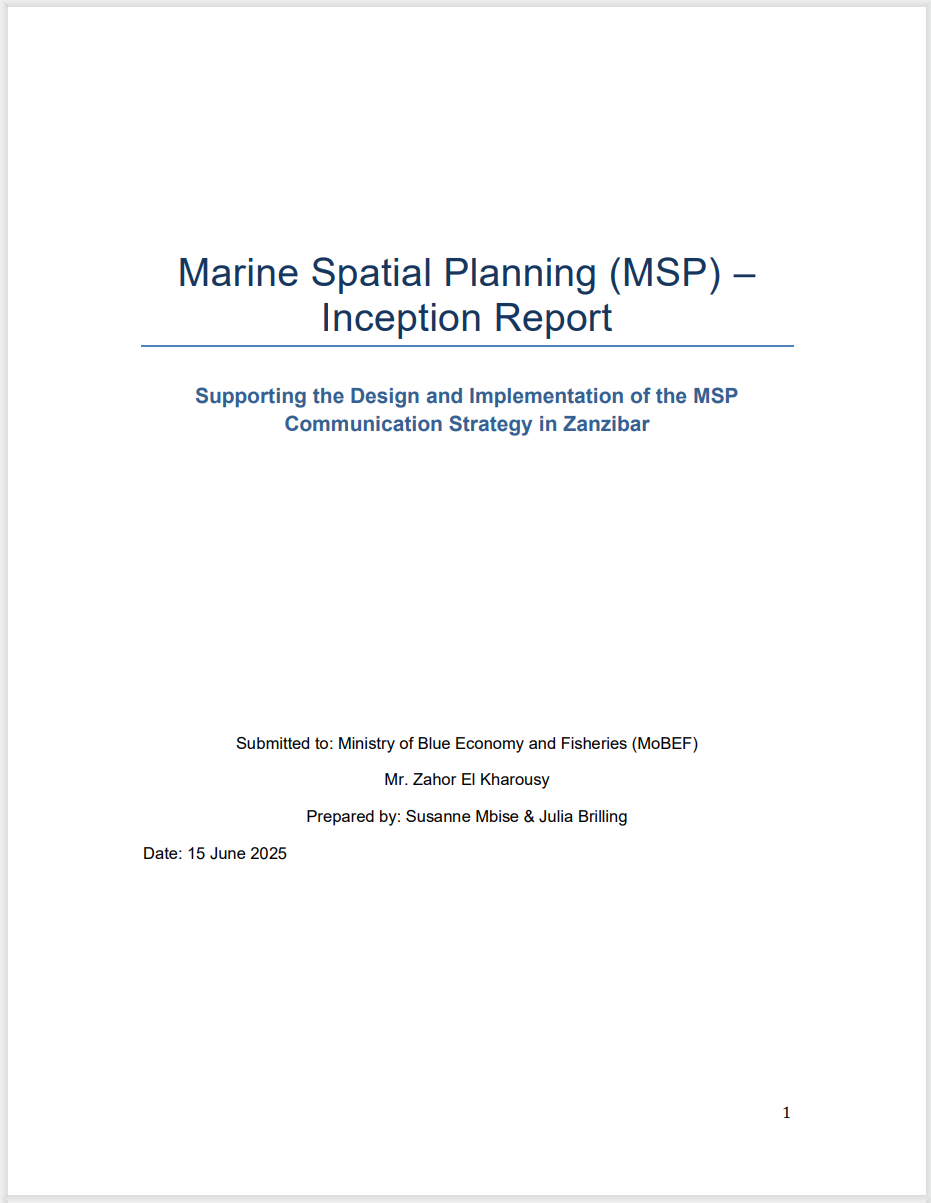 Marine Spatial Planning (MSP) –
Inception Report
Supporting the Design and Implementation of the MSP
Communication Strategy in Zanzibar
Submitted to: Ministry of Blue Economy and Fisheries (MoBEF)
Mr. Zahor El Kharousy
Prepared by: Susanne Mbise & Julia Brilling
Date: 15 June 2025
1